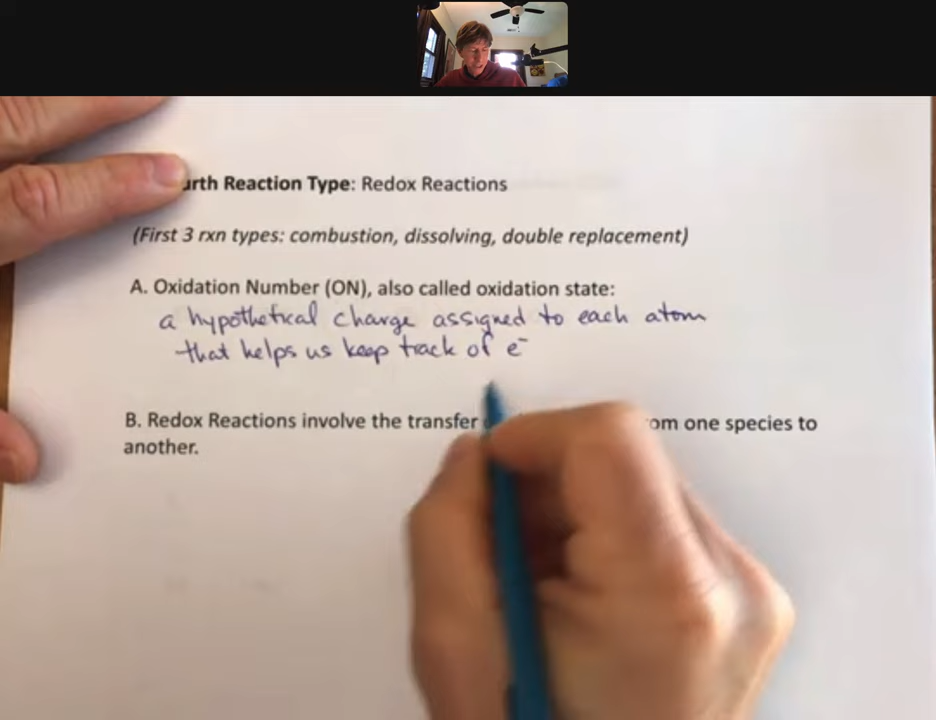 urth Reaction Type: Redox Reactions
(First 3 rxn types: combustion, dissolving, double replacement)
A. Oxidation Number (ON), also called oxidation state:
a hypothetical charge assigned to each atom
that helps us keep track of e⁻
B. Redox Reactions involve the transfer om one species to
another.